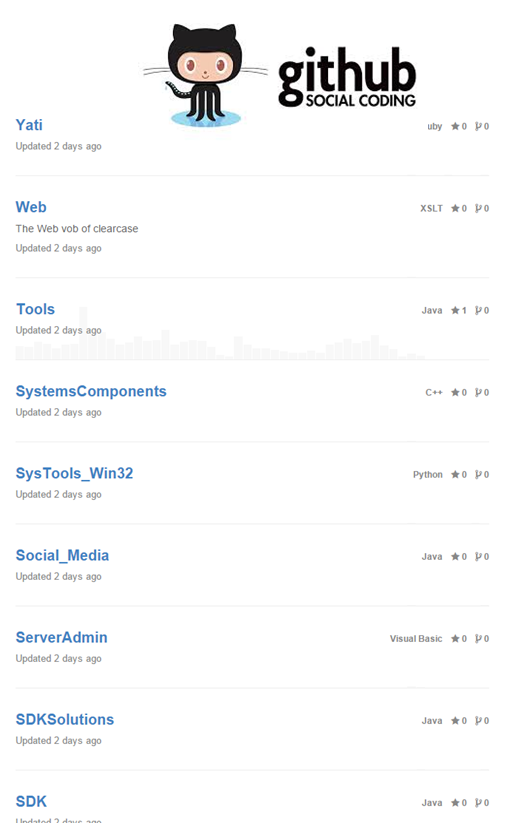 github
SOCIAL CODING
Yati
uby ★ 0 0
Updated 2 days ago
Web
XSLT ★ 0 0
The Web vob of clearcase
Updated 2 days ago
Tools
Java ★ 1 0
Updated 2 days ago
SystemsComponents
C++ ★ 0 0
Updated 2 days ago
SysTools_Win32
Python ★ 0 0
Updated 2 days ago
Social_Media
Java ★ 0 0
Updated 2 days ago
ServerAdmin
Visual Basic ★ 0 0
Updated 2 days ago
SDKSolutions
Java ★ 0 0
Updated 2 days ago
SDK
Java ★ 0 0
Updated 2 days ago